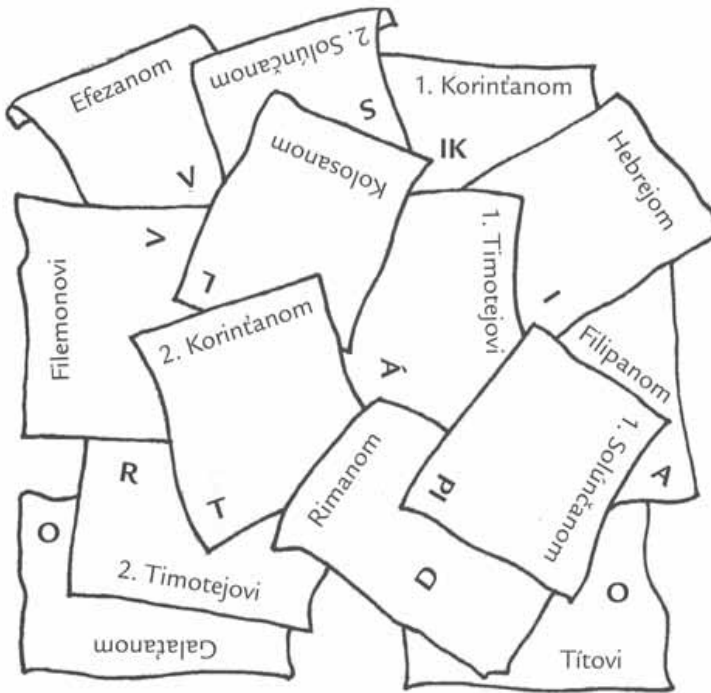 Efezanom
V
2. Solúnčanom
S
1. Korinťanom
IK
Hebrejom
I
Kolosanom
L
1. Timotejovi
Á
Filemonovi
V
2. Korinťanom
T
Filipanom
A
1. Solúnčanom
PI
Rimanom
D
R
2. Timotejovi
O
Galaťanom
O
Títovi